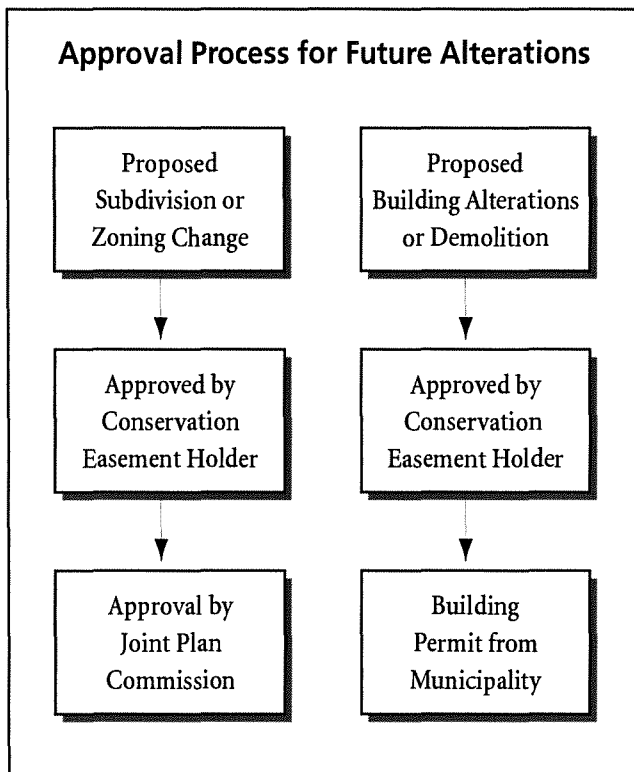 Approval Process for Future Alterations
Proposed
Subdivision or
Zoning Change
Approved by
Conservation
Easement Holder
Approval by
Joint Plan
Commission
Proposed
Building Alterations
or Demolition
Approved by
Conservation
Easement Holder
Building
Permit from
Municipality